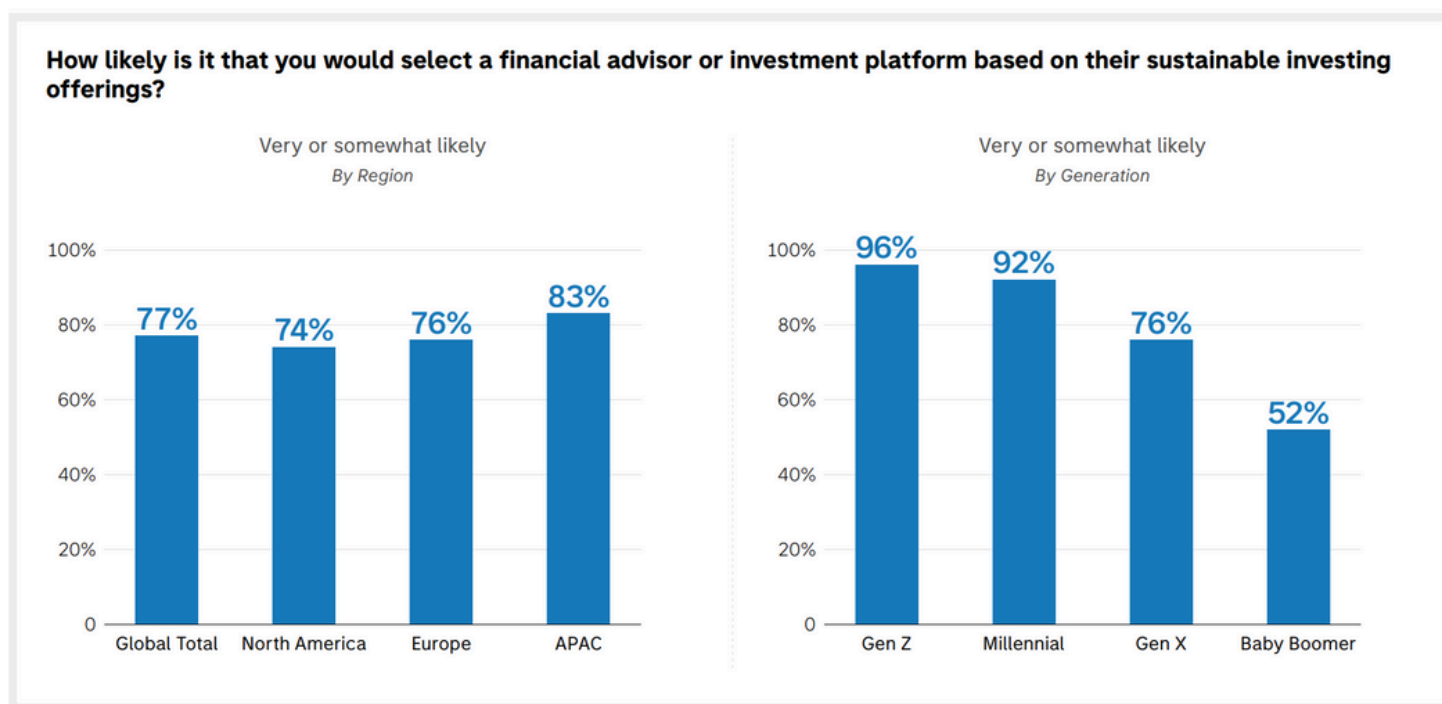 How likely is it that you would select a financial advisor or investment platform based on their sustainable investing
offerings?
Very or somewhat likely
By Region
100%
80%
60%
40%
20%
0
77%
74%
76%
83%
Global Total
North America
Europe
APAC
Very or somewhat likely
By Generation
100%
80%
60%
40%
20%
0
96%
92%
76%
52%
Gen Z
Millennial
Gen X
Baby Boomer